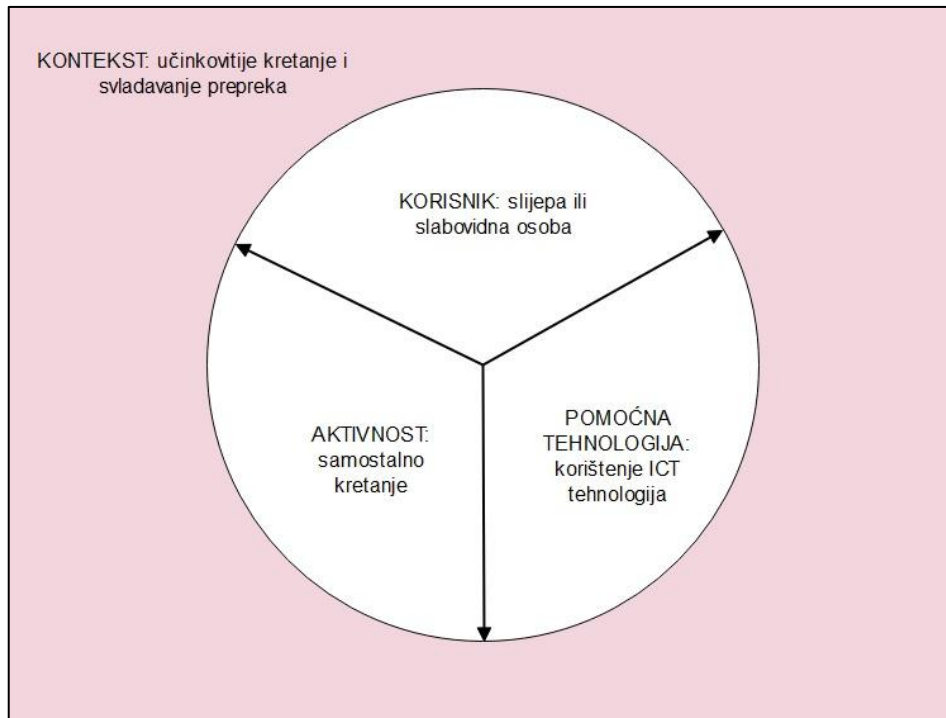 KONTEKST: učinkovitije kretanje i
svladavanje prepreka
KORISNIK: slijepa ili
slabovidna osoba
AKTIVNOST:
samostalno
kretanje
POMOĆNA
TEHNOLOGIJA:
korištenje ICT
tehnologija